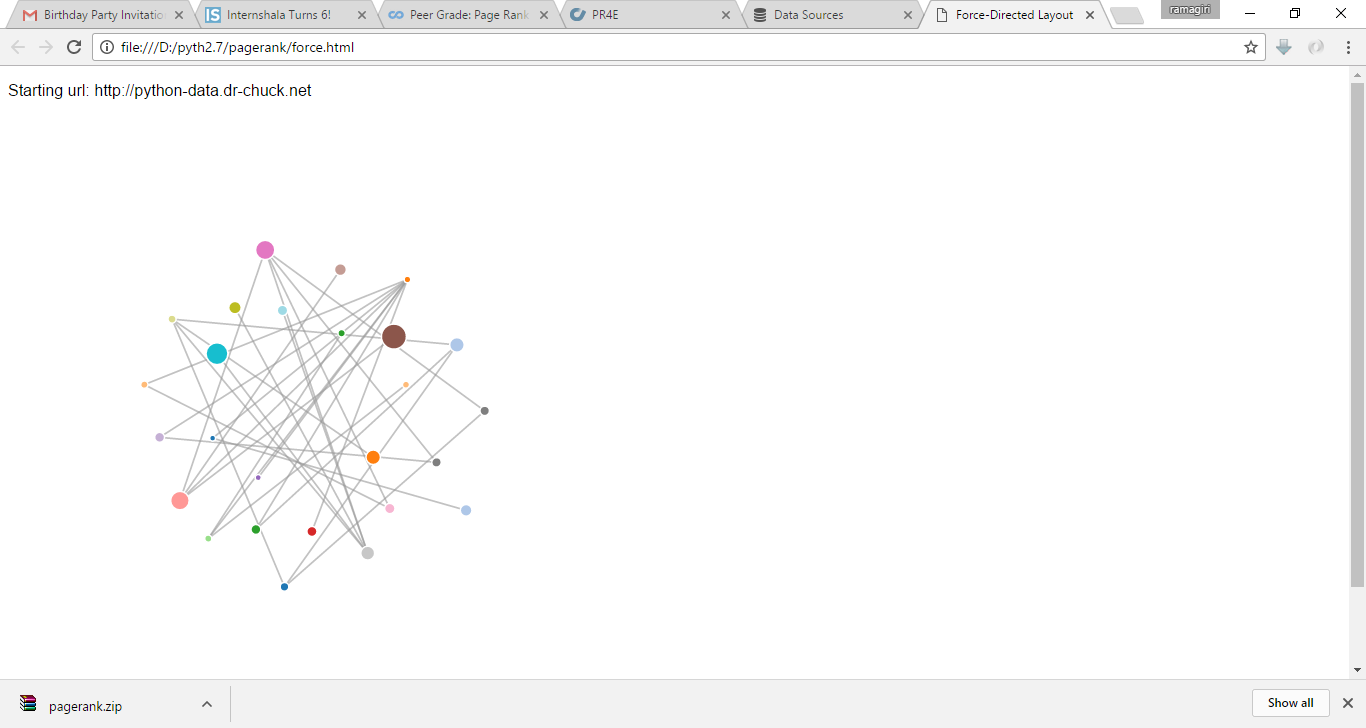 Birthday Party Invitatio
Internshala Turns 6!
Peer Grade: Page Rank
PR4E
Data Sources
Force-Directed Layout
ramagiri
file:///D:/pyth2.7/pagerank/force.html
Starting url: http://python-data.dr-chuck.net
pagerank.zip
Show all